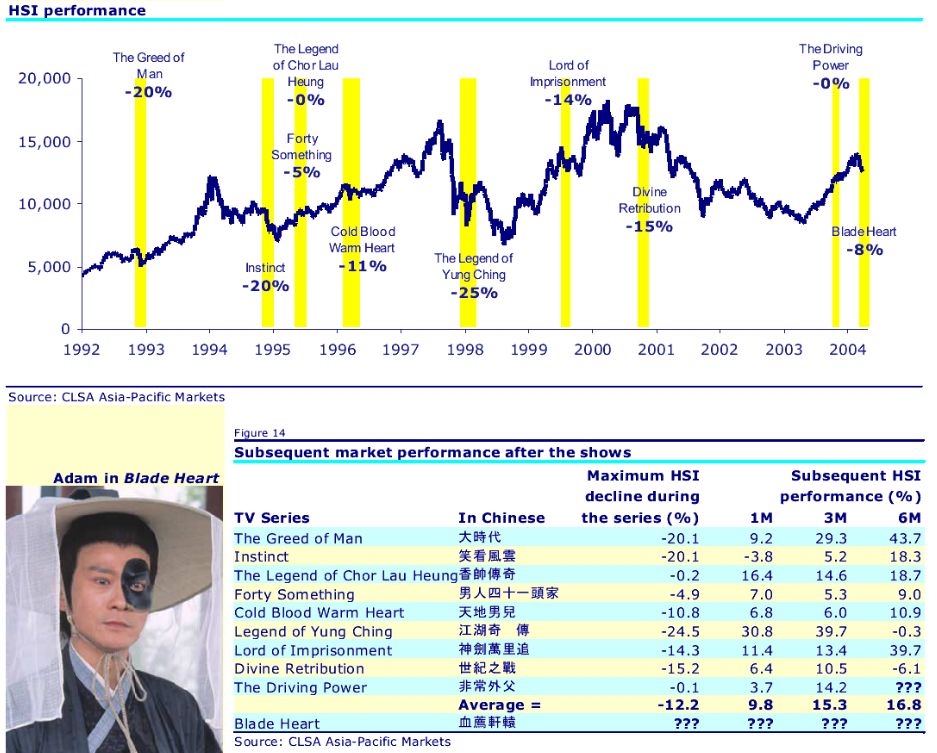 HSI performance
The Greed of
Man
-20%
The Legend
of Chor Lau
Heung
-0%
Forty
Something
-5%
Lord of
Imprisonment
-14%
The Driving
Power
-0%
Divine
Retribution
-15%
Cold Blood
Warm Heart
-11%
Instinct
-20%
The Legend of
Yung Ching
-25%
Blade Heart
-8%
20,000
15,000
10,000
5,000
0
1992 1993 1994 1995 1996 1997 1998 1999 2000 2001 2002 2003 2004
Source: CLSA Asia-Pacific Markets
Adam in Blade Heart
Figure 14
Subsequent market performance after the shows
Maximum HSI Subsequent HSI
decline during performance (%)
TV Series In Chinese the series (%) 1M 3M 6M
The Greed of Man 大時代 -20.1 9.2 29.3 43.7
Instinct 笑看風雲 -20.1 -3.8 5.2 18.3
The Legend of Chor Lau Heung 香帥傳奇 -0.2 16.4 14.6 18.7
Forty Something 男人四十一頭家 -4.9 7.0 5.3 9.0
Cold Blood Warm Heart 天地男兒 -10.8 6.8 6.0 10.9
Legend of Yung Ching 江湖奇 傳 -24.5 30.8 39.7 -0.3
Lord of Imprisonment 神劍萬里追 -14.3 11.4 13.4 39.7
Divine Retribution 世紀之戰 -15.2 6.4 10.5 -6.1
The Driving Power 非常外父 -0.1 3.7 14.2 ???
Average = -12.2 9.8 15.3 16.8
Blade Heart 血薦軒轅 ??? ??? ??? ???
Source: CLSA Asia-Pacific Markets